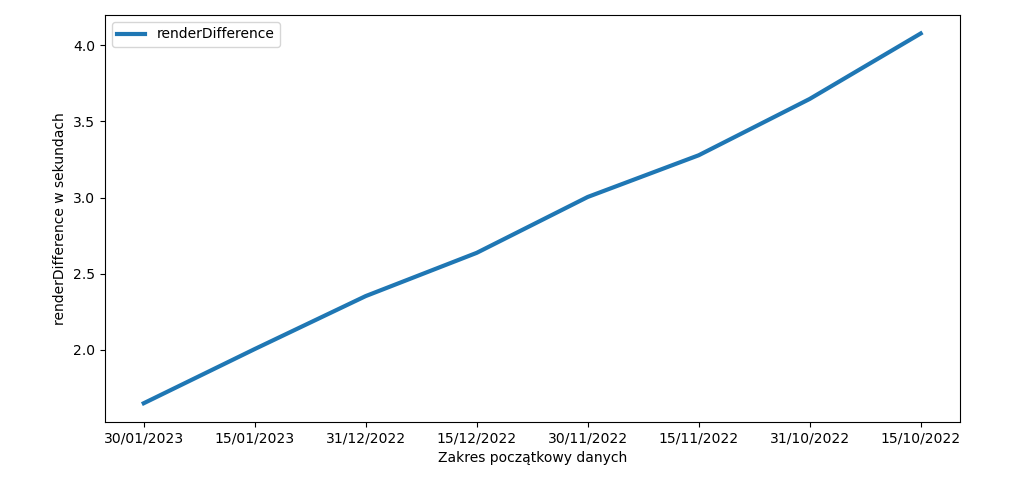 renderDifference
4.0
3.5
3.0
2.5
2.0
renderDifference w sekundach
30/01/2023 15/01/2023 31/12/2022 15/12/2022 30/11/2022 15/11/2022 31/10/2022 15/10/2022
Zakres początkowy danych